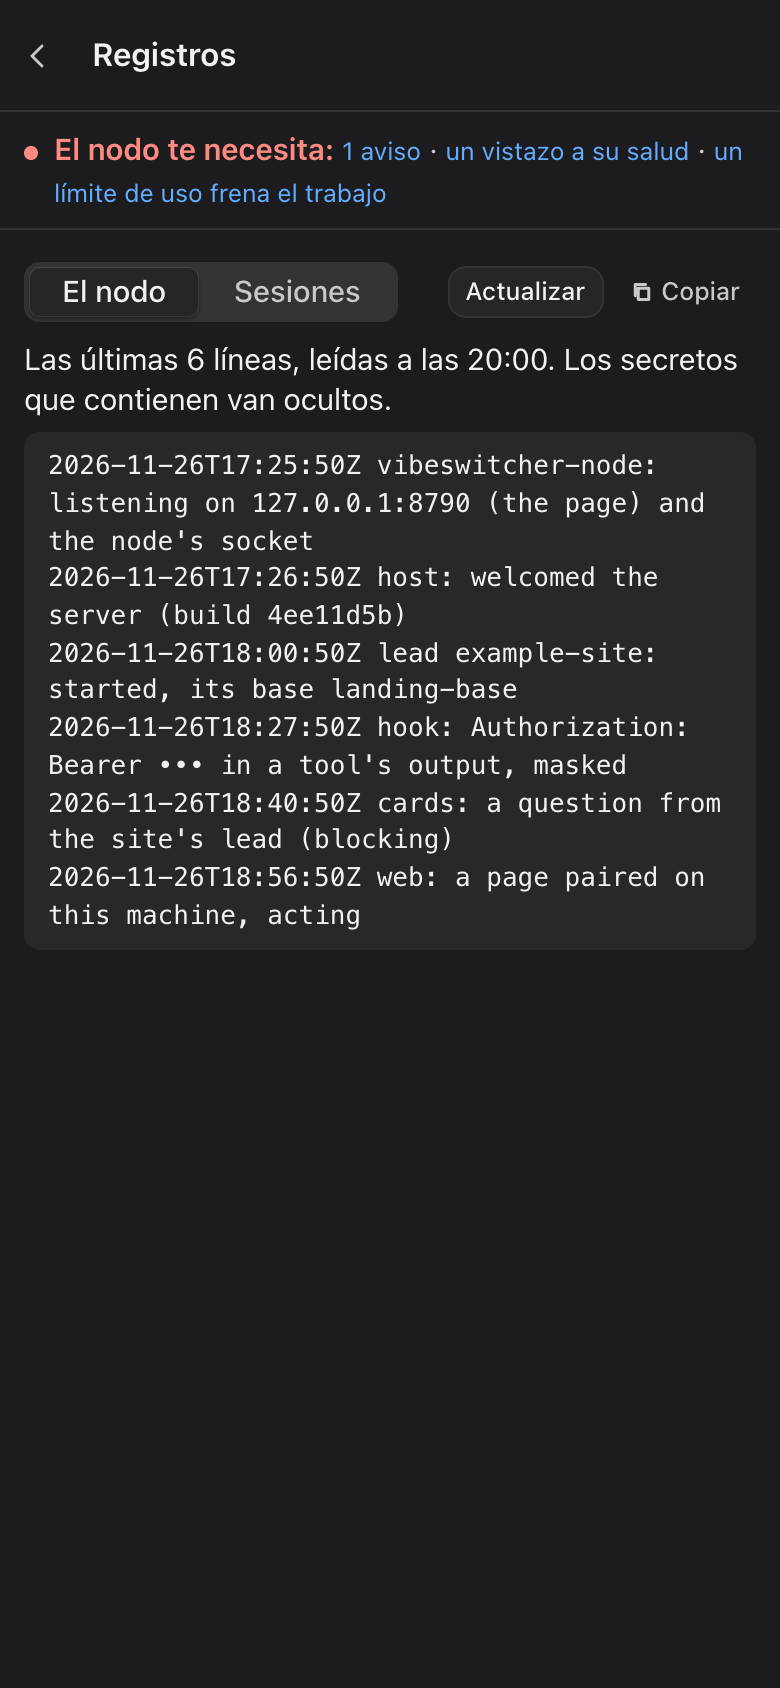 Registros
El nodo te necesita: 1 aviso · un vistazo a su salud · un
límite de uso frena el trabajo
El nodo
Sesiones
Actualizar
Copiar
Las últimas 6 líneas, leídas a las 20:00. Los secretos
que contienen van ocultos.
2026-11-26T17:25:50Z vibeswitcher-node:
listening on 127.0.0.1:8790 (the page) and
the node's socket
2026-11-26T17:26:50Z host: welcomed the
server (build 4ee11d5b)
2026-11-26T18:00:50Z lead example-site:
started, its base landing-base
2026-11-26T18:27:50Z hook: Authorization:
Bearer ••• in a tool's output, masked
2026-11-26T18:40:50Z cards: a question from
the site's lead (blocking)
2026-11-26T18:56:50Z web: a page paired on
this machine, acting